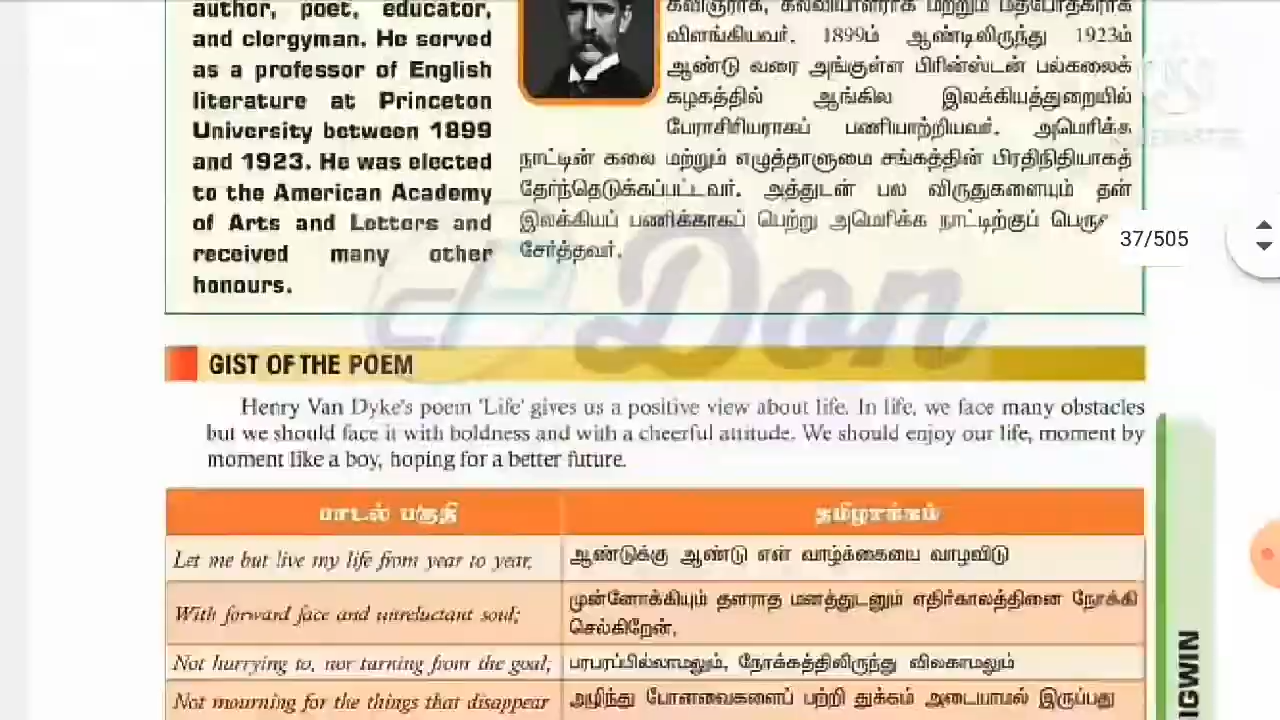 author, poet, educator,
and clergyman. He served
as a professor of English
literature at Princeton
University between 1899
and 1923. He was elected
to the American Academy
of Arts and Letters and
received many other
honours.
கவிஞராக, கல்வியாளராக மற்றும் மதபோதகராக
விளங்கியவர். 1899ம் ஆண்டிலிருந்து 1923ம்
ஆண்டு வரை அங்குள்ள பிரின்ஸ்டன் பல்கலைக்
கழகத்தில் ஆங்கில இலக்கியத்துறையில்
பேராசிரியராகப் பணியாற்றியவர். அமெரிக்க
நாட்டின் கலை மற்றும் எழுத்தாளுமை சங்கத்தின் பிரதிநிதியாகத்
தேர்ந்தெடுக்கப்பட்டவர். அத்துடன் பல விருதுகளையும் தன்
இலக்கியப் பணிக்காகப் பெற்று அமெரிக்க நாட்டிற்குப்
சேர்த்தவர்.
37/505
Don
GIST OF THE POEM
Henry Van Dyke's poem 'Life' gives us a positive view about life. In life, we face many obstacles
but we should face it with boldness and with a cheerful attitude. We should enjoy our life, moment by
moment like a boy, hoping for a better future.
பாடல் பகுதி தமிழாக்கம்
Let me but live my life from year to year, ஆண்டுக்கு ஆண்டு என் வாழ்க்கையை வாழவிடு
With forward face and unreluctant soul; முன்னோக்கியும் தளராத மனத்துடனும் எதிர்காலத்தினை நோக்கி
செல்கிறேன்,
Not hurrying to, nor turning from the goal; பரபரப்பில்லாமலும், நோக்கத்திலிருந்து விலகாமலும்
Not mourning for the things that disappear அழிந்து போனவைகளைப் பற்றி துக்கம் அடையாமல் இருப்பது
IGWIN